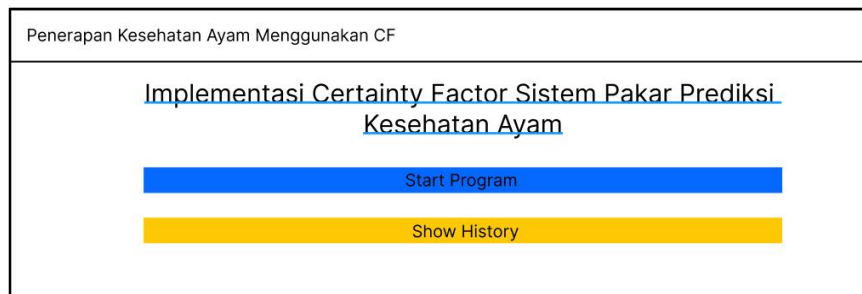 Penerapan Kesehatan Ayam Menggunakan CF
Implementasi Certainty Factor Sistem Pakar Prediksi
Kesehatan Ayam
Start Program
Show History